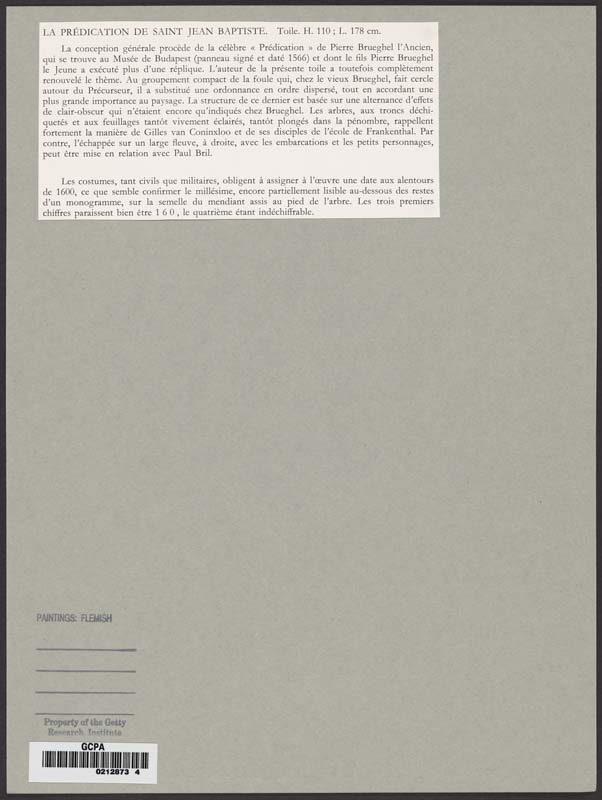 LA PRÉDICATION DE SAINT JEAN BAPTISTE. Toile. H. 110 ; L. 178 cm.
La conception générale procède de la célèbre « Prédication » de Pierre Brueghel l'Ancien,
qui se trouve au Musée de Budapest (panneau signé et daté 1566) et dont le fils Pierre Brueghel
le Jeune a exécuté plus d'une réplique. L'auteur de la présente toile a toutefois complètement
renouvelé le thème. Au groupement compact de la foule qui, chez le vieux Brueghel, fait cercle
autour du Précurseur, il a substitué une ordonnance en ordre dispersé, tout en accordant une
plus grande importance au paysage. La structure de ce dernier est basée sur une alternance d'effets
de clair-obscur qui n'étaient encore qu'indiqués chez Brueghel. Les arbres, aux troncs déchi-
quetés et aux feuillages tantôt vivement éclairés, tantôt plongés dans la pénombre, rappellent
fortement la manière de Gilles van Coninxloo et de ses disciples de l'école de Frankenthal. Par
contre, l'échappée sur un large fleuve, à droite, avec les embarcations et les petits personnages,
peut être mise en relation avec Paul Bril.
Les costumes, tant civils que militaires, obligent à assigner à l'œuvre une date aux alentours
de 1600, ce que semble confirmer le millésime, encore partiellement lisible au-dessous des restes
d'un monogramme, sur la semelle du mendiant assis au pied de l'arbre. Les trois premiers
chiffres paraissent bien être 1 6 0 , le quatrième étant indéchiffrable.
PAINTINGS: FLEMISH
Property of the Getty
Research Institute
GCPA
0212873 4